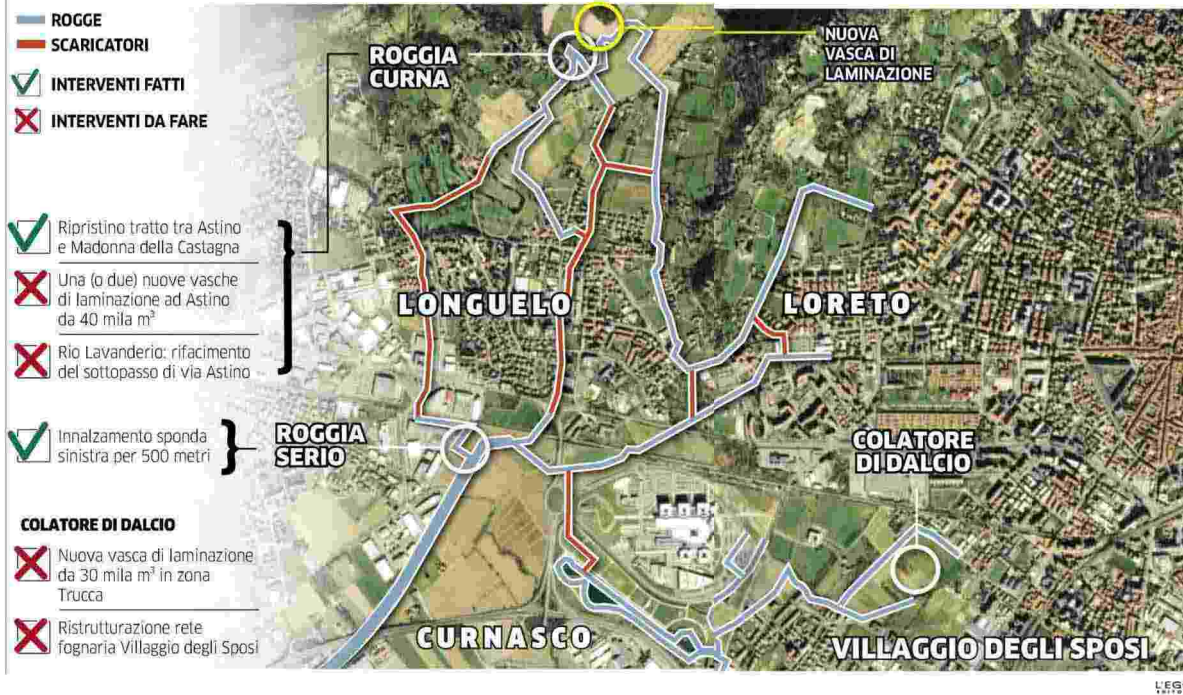 ROGGE
SCARICATORI
INTERVENTI FATTI
INTERVENTI DA FARE
Ripristino tratto tra Astino
e Madonna della Castagna
Una (o due) nuove vasche
di laminazione ad Astino
da 40 mila m³
Rio Lavanderio: rifacimento
del sottopasso di via Astino
Innalzamento sponda
sinistra per 500 metri
COLATORE DI DALCIO
Nuova vasca di laminazione
da 30 mila m³ in zona
Trucca
Ristrutturazione rete
fognaria Villaggio degli Sposi
ROGGIA
CURNA
NUOVA
VASCA DI
LAMINAZIONE
LONGUELO
LORETO
ROGGIA
SERIO
COLATORE
DI DALCIO
CURNASCO
VILLAGGIO DEGLI SPOSI
L'EG